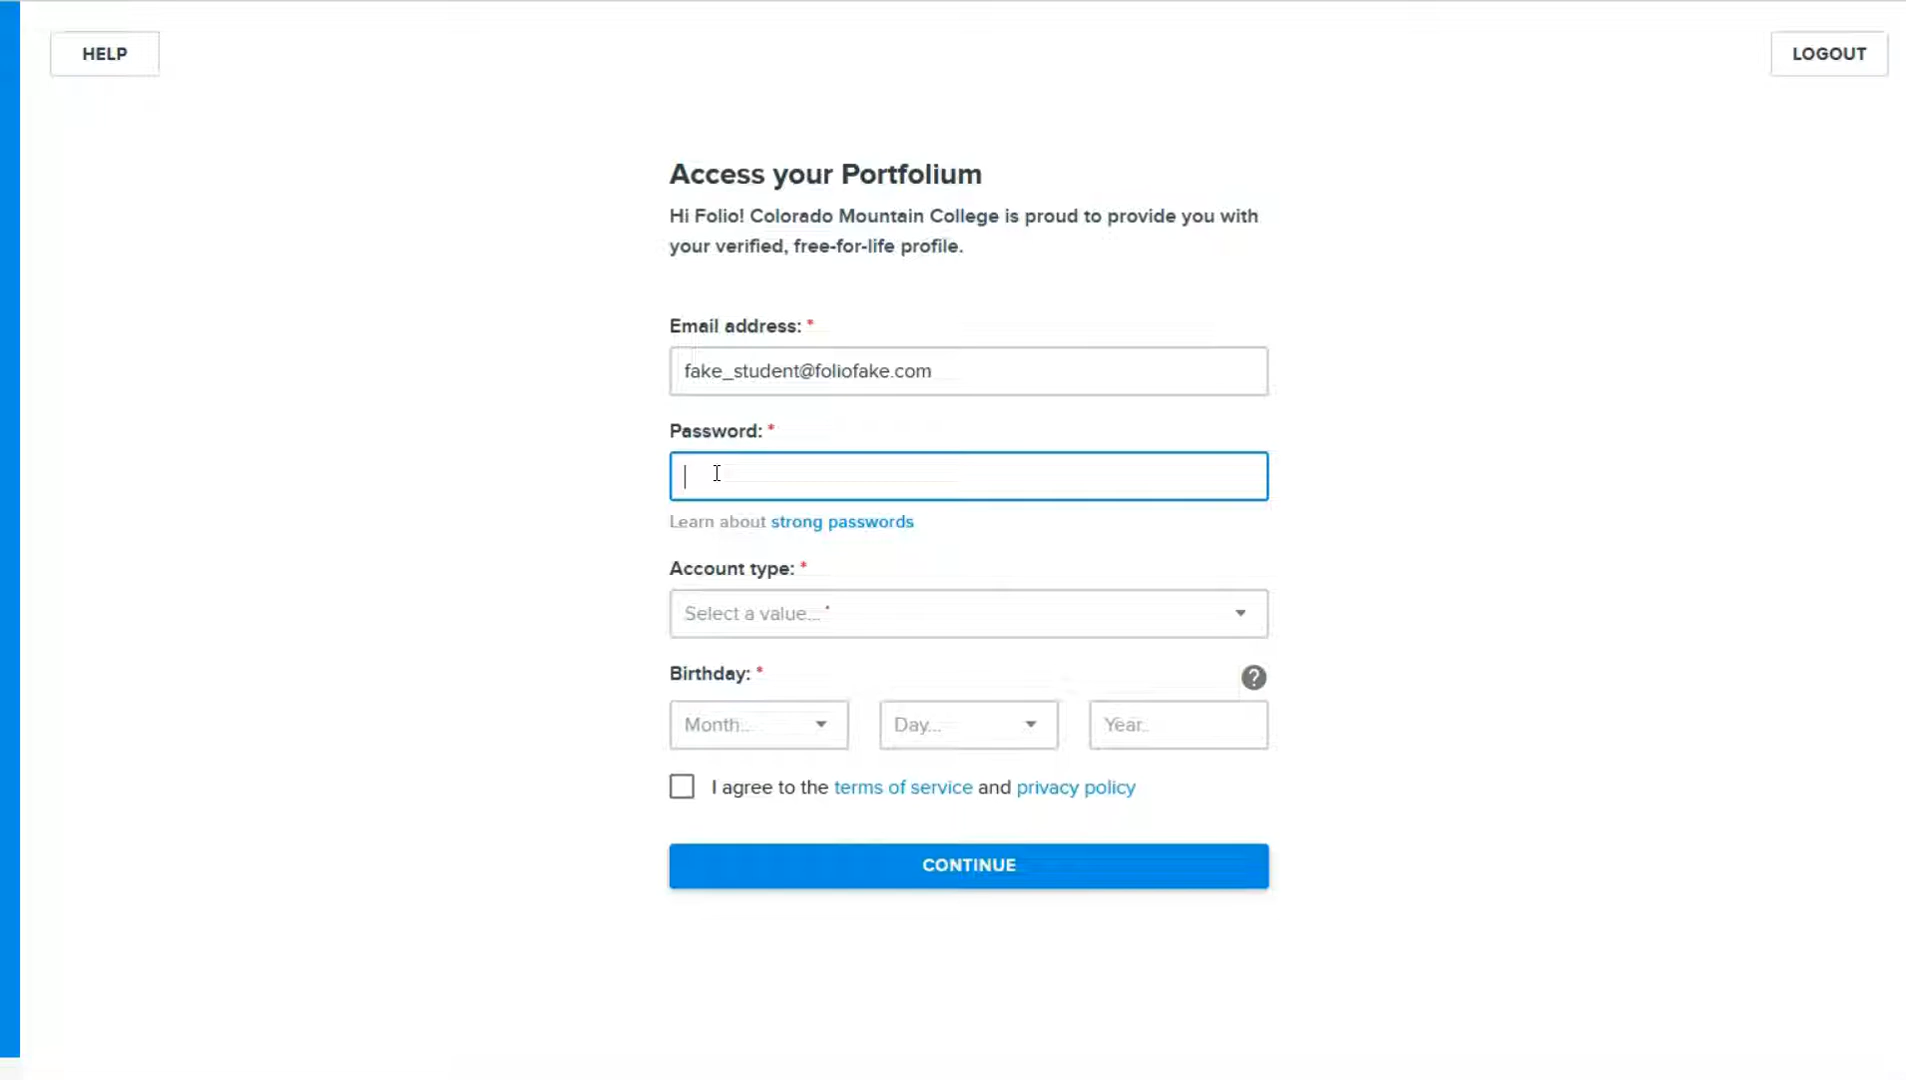 HELP
LOGOUT
Access your Portfolium
Hi Folio! Colorado Mountain College is proud to provide you with
your verified, free-for-life profile.
Email address: *
fake_student@foliofake.com
Password: *
Learn about strong passwords
Account type: *
Select a value... *
Birthday: *
?
Month... Day... Year..
I agree to the terms of service and privacy policy
CONTINUE